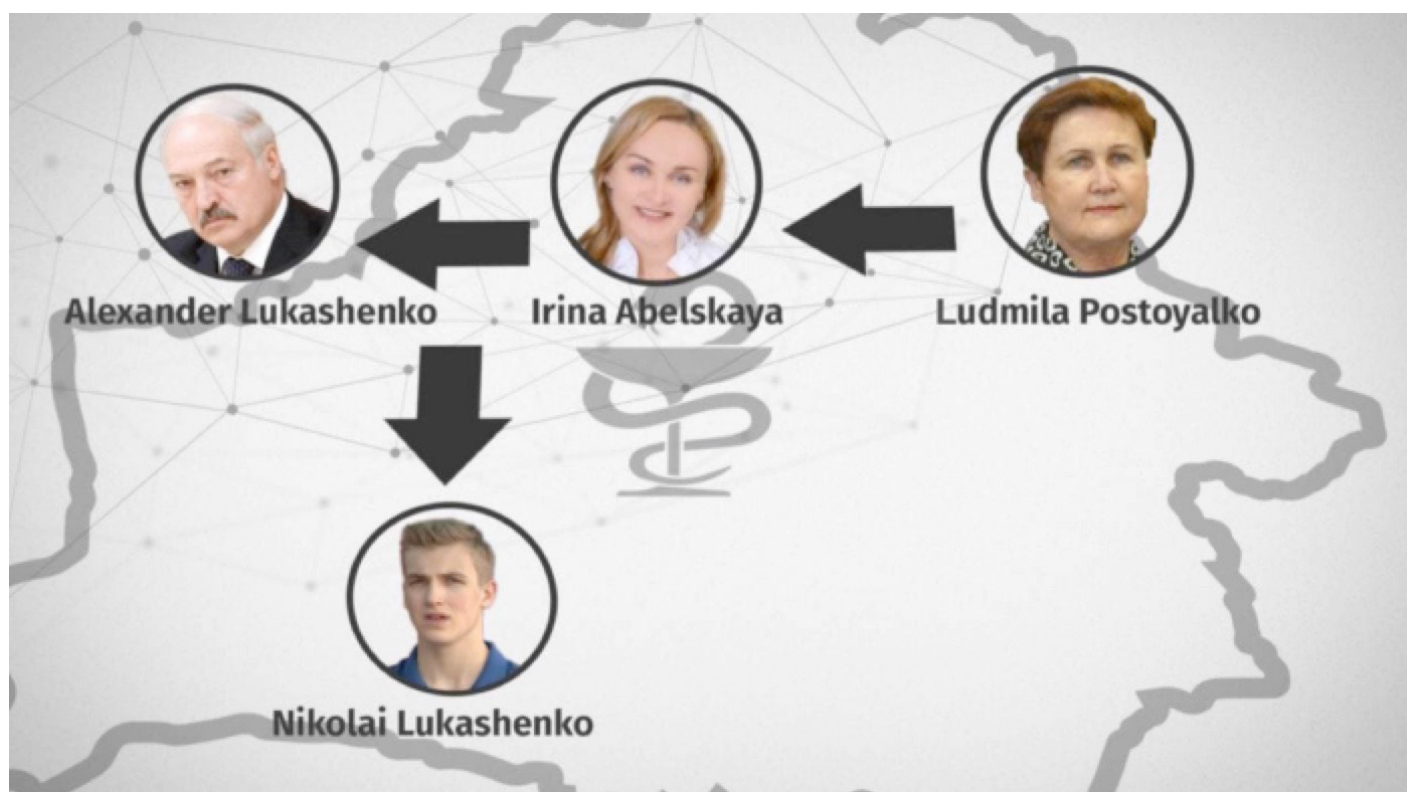 Alexander Lukashenko
Irina Abelskaya
Ludmila Postoyalko
Nikolai Lukashenko